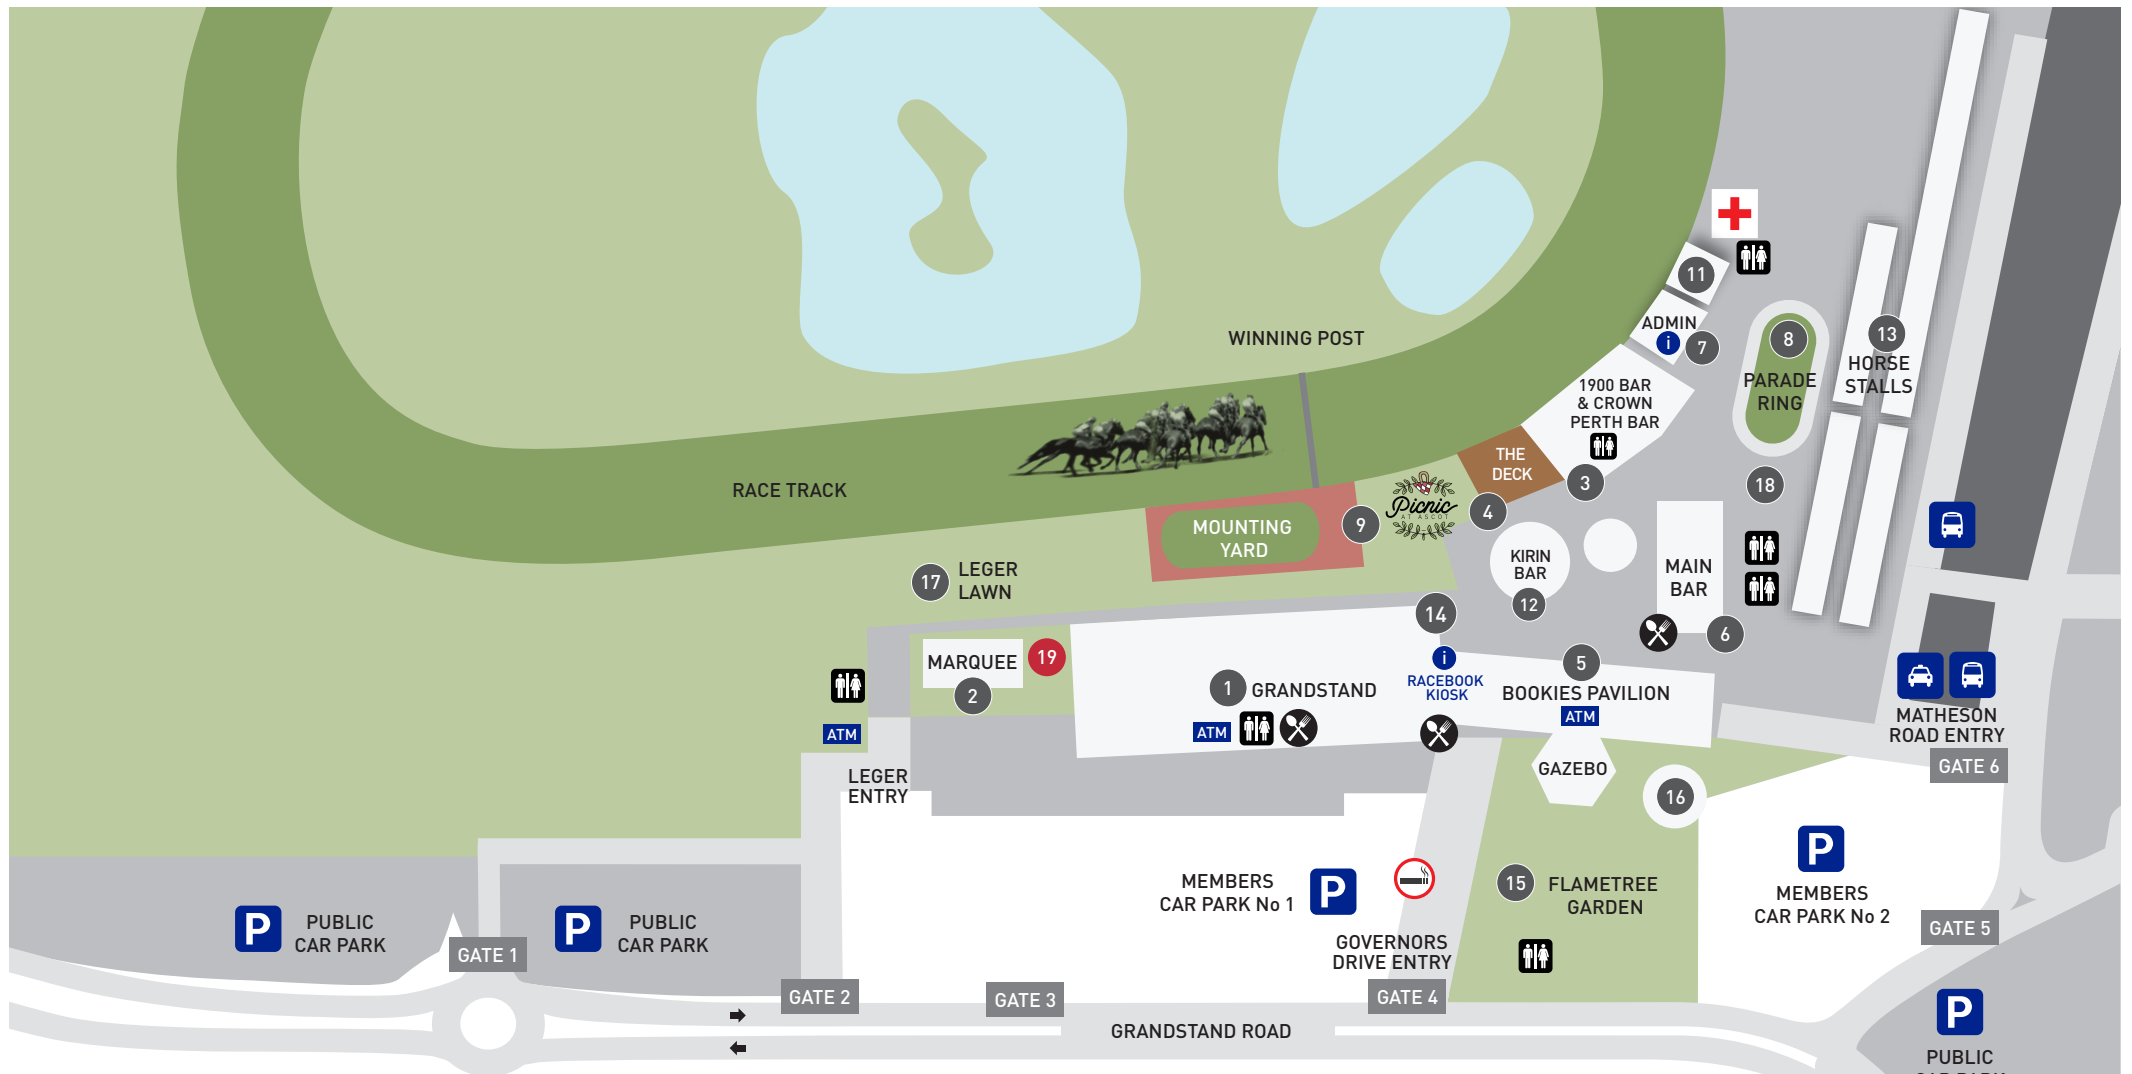 WINNING POST
11
ADMIN
i
7
8
PARADE
RING
13
HORSE
STALLS
1900 BAR
& CROWN
PERTH BAR
THE
DECK
3
18
RACE TRACK
MOUNTING
YARD
9
Picnic
AT ASCOT
4
KIRIN
BAR
12
MAIN
BAR
6
17
LEGER
LAWN
14
MARQUEE
19
2
1
GRANDSTAND
ATM
i
RACEBOOK
KIOSK
5
BOOKIES PAVILION
ATM
ATM
MATHESON
ROAD ENTRY
GATE 6
LEGER
ENTRY
GAZEBO
16
MEMBERS
CAR PARK No 1
P
15
FLAMETREE
GARDEN
P
MEMBERS
CAR PARK No 2
GATE 5
P
PUBLIC
CAR PARK
GATE 1
P
PUBLIC
CAR PARK
GOVERNORS
DRIVE ENTRY
GATE 2
GATE 3
GATE 4
GRANDSTAND ROAD
P
PUBLIC
CAR PARK